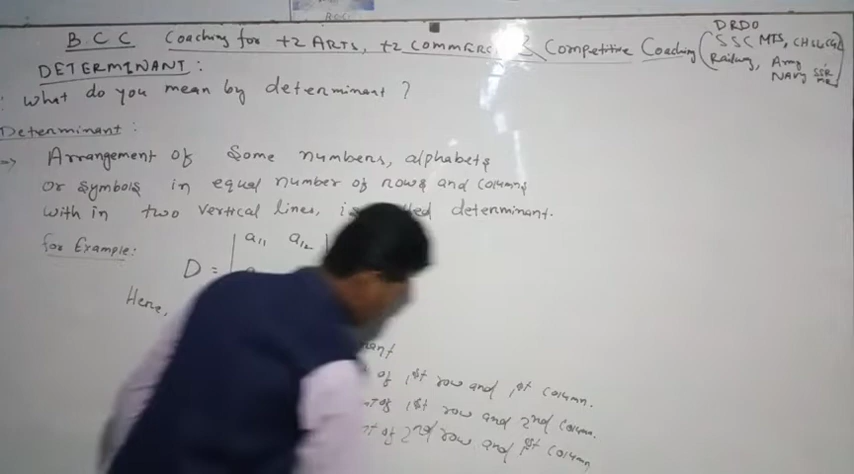 B.C.C
B C C Coaching for +2 ARTS, +2 COMMERC & Competitive Coaching
DRDO
SSC MTS, CHSL CGL
Railway, Army
NAVY SSR MR
DETERMINANT:
: What do you mean by determinant ?
Determinant :
=> Arrangement of Some numbers, alphabets
or symbols in equal number of rows and columns
with in two vertical lines, is determinant.
for Example:
D = | a₁₁ a₁₂ |
Here,
of 1st row and 1st column.
of 1st row and 2nd column.
of 2nd row and 1st column